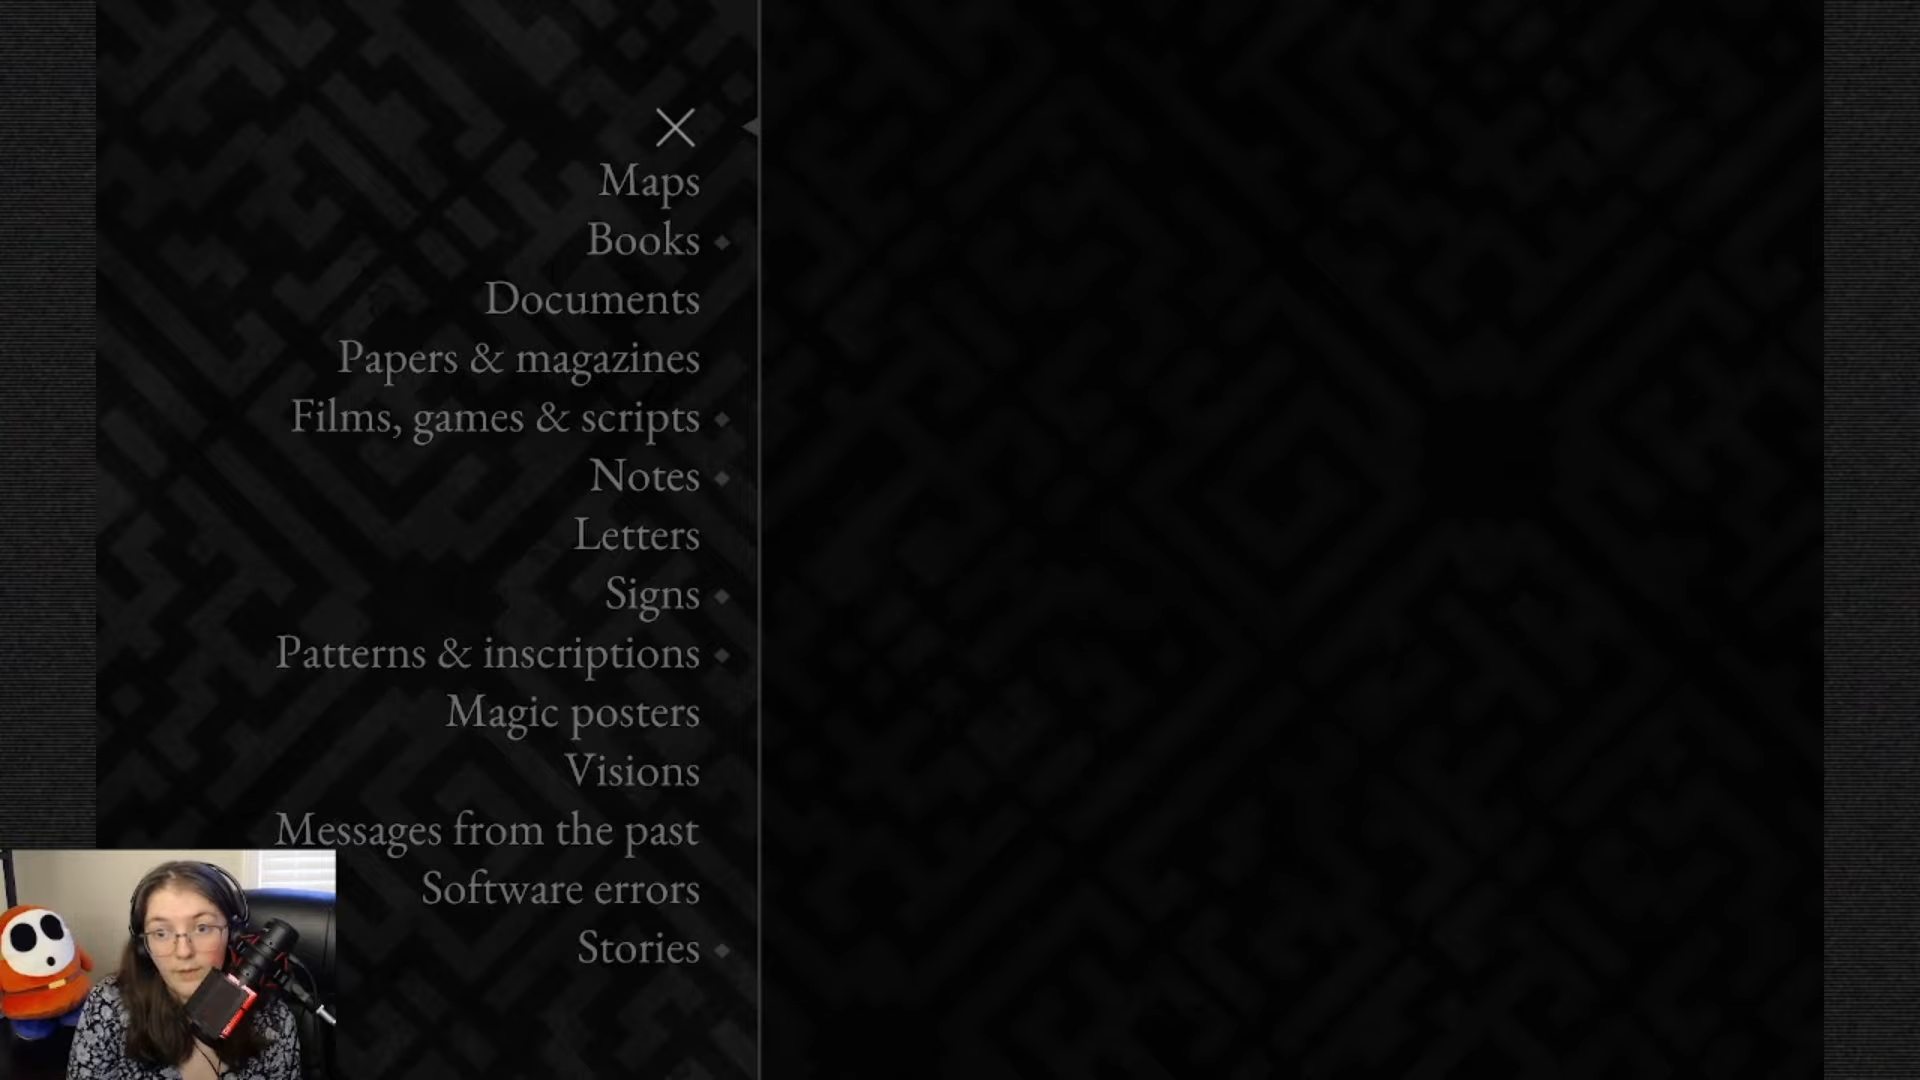 Maps
Books
Documents
Papers & magazines
Films, games & scripts
Notes
Letters
Signs
Patterns & inscriptions
Magic posters
Visions
Messages from the past
Software errors
Stories